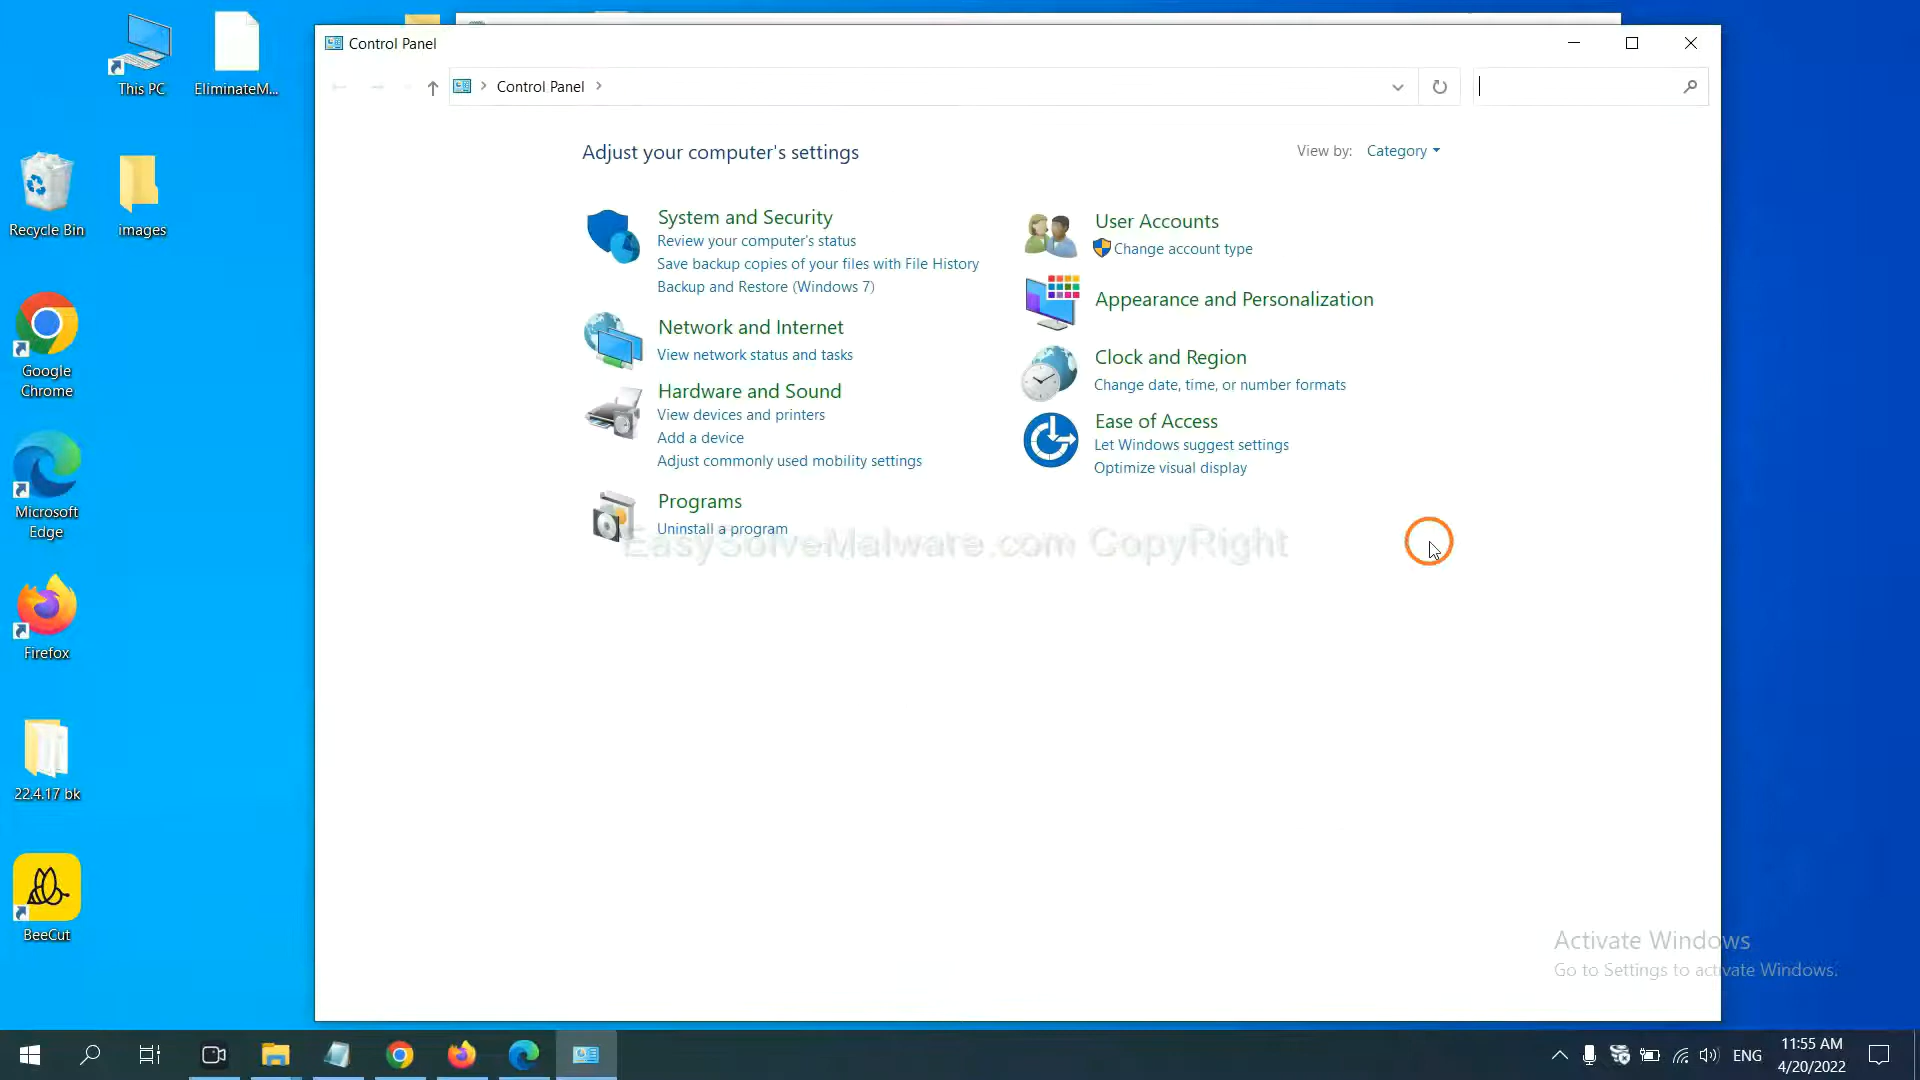 This PC
EliminateM...
Recycle Bin
images
Google
Chrome
Microsoft
Edge
Firefox
22.4.17 bk
BeeCut
Control Panel
Control Panel
Adjust your computer's settings
View by: Category
System and Security
Review your computer's status
Save backup copies of your files with File History
Backup and Restore (Windows 7)
Network and Internet
View network status and tasks
Hardware and Sound
View devices and printers
Add a device
Adjust commonly used mobility settings
Programs
Uninstall a program
User Accounts
Change account type
Appearance and Personalization
Clock and Region
Change date, time, or number formats
Ease of Access
Let Windows suggest settings
Optimize visual display
EasySolveMalware.com CopyRight
Activate Windows
Go to Settings to activate Windows.
ENG
11:55 AM
4/20/2022